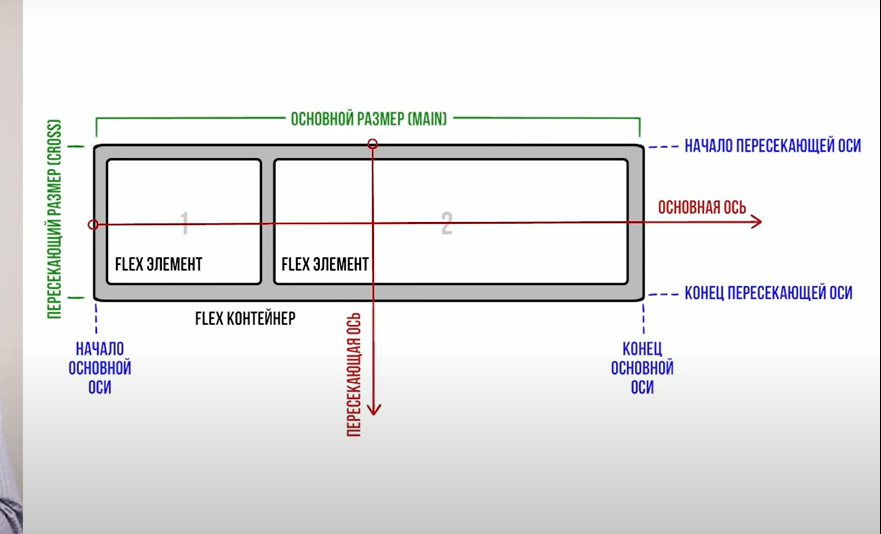 ОСНОВНОЙ РАЗМЕР (MAIN)
ПЕРЕСЕКАЮЩИЙ РАЗМЕР (CROSS)
НАЧАЛО ПЕРЕСЕКАЮЩЕЙ ОСИ
ОСНОВНАЯ ОСЬ
1
2
FLEX ЭЛЕМЕНТ
FLEX ЭЛЕМЕНТ
КОНЕЦ ПЕРЕСЕКАЮЩЕЙ ОСИ
FLEX КОНТЕЙНЕР
ПЕРЕСЕКАЮЩАЯ ОСЬ
НАЧАЛО
ОСНОВНОЙ
ОСИ
КОНЕЦ
ОСНОВНОЙ
ОСИ